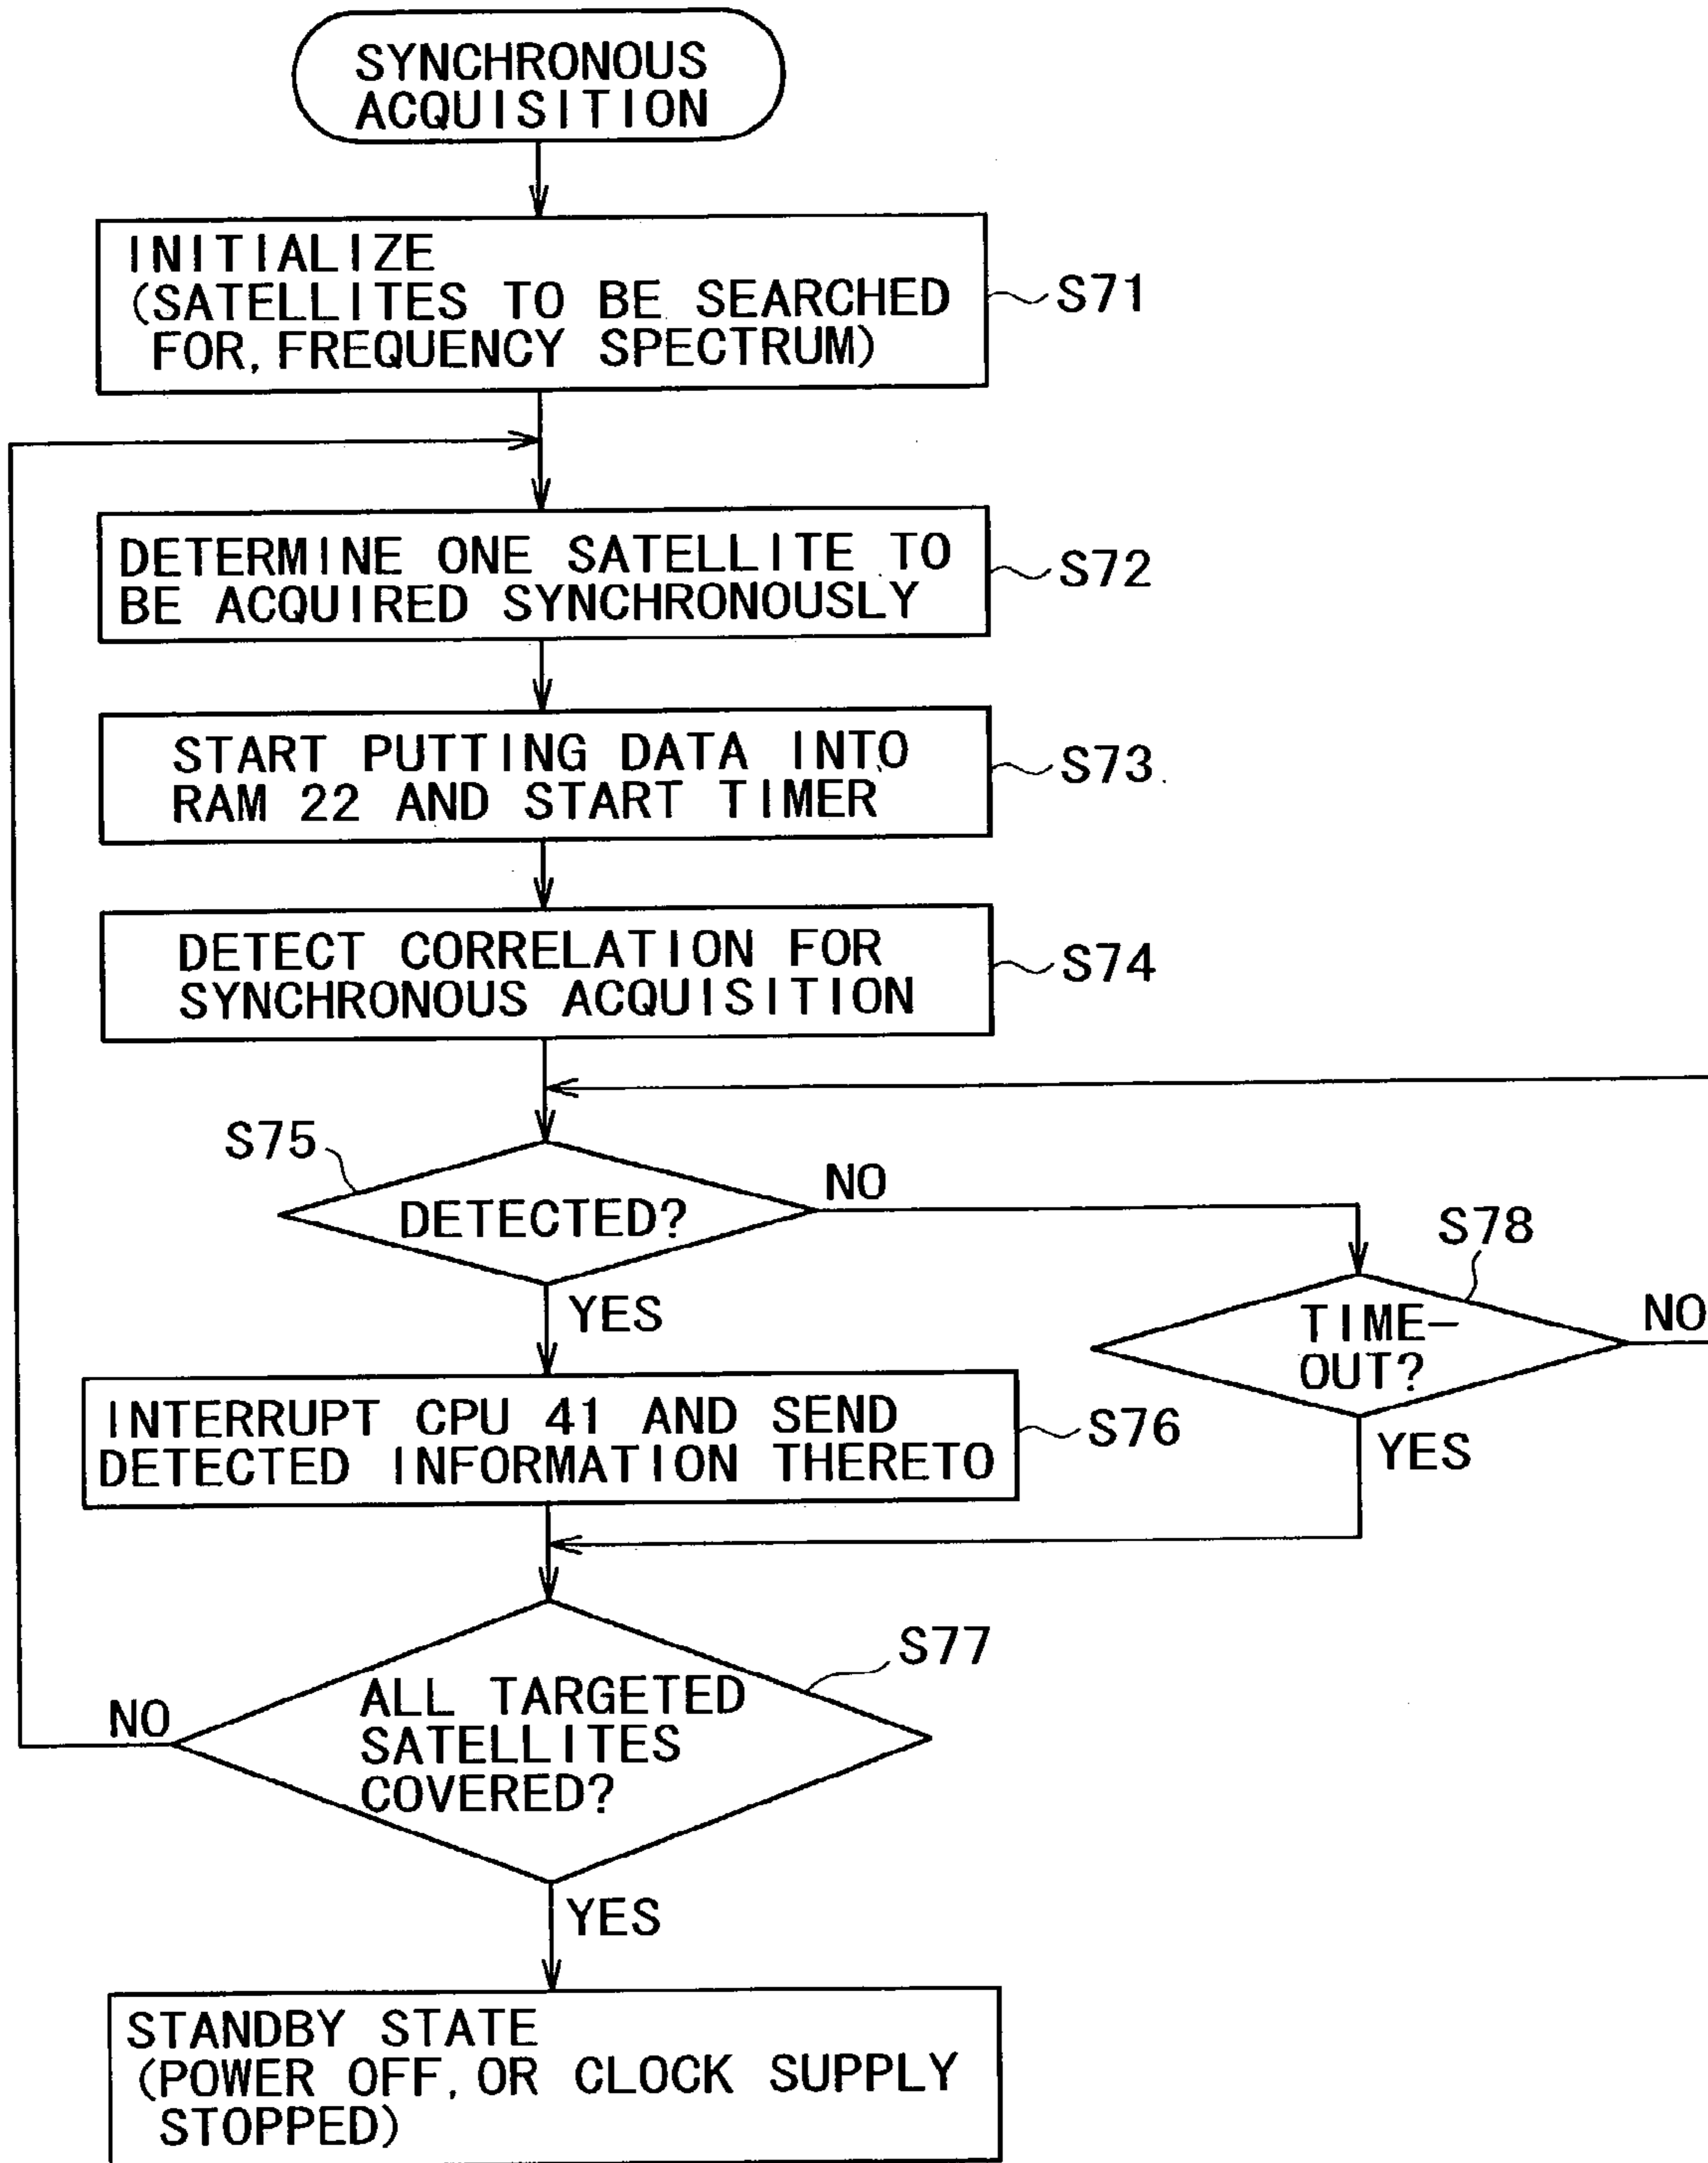 SYNCHRONOUS
ACQUISITION
INITIALIZE
(SATELLITES TO BE SEARCHED
FOR, FREQUENCY SPECTRUM)
S71
DETERMINE ONE SATELLITE TO
BE ACQUIRED SYNCHRONOUSLY
S72
START PUTTING DATA INTO
RAM 22 AND START TIMER
S73
DETECT CORRELATION FOR
SYNCHRONOUS ACQUISITION
S74
S75
DETECTED?
NO
YES
S78
TIME-
OUT?
NO
YES
INTERRUPT CPU 41 AND SEND
DETECTED INFORMATION THERETO
S76
S77
ALL TARGETED
SATELLITES
COVERED?
NO
YES
STANDBY STATE
(POWER OFF, OR CLOCK SUPPLY
STOPPED)